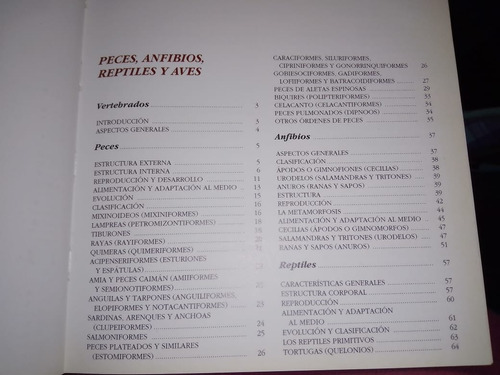 PECES, ANFIBIOS,
REPTILES Y AVES
Vertebrados 3
INTRODUCCIÓN 3
ASPECTOS GENERALES 4
Peces 5
ESTRUCTURA EXTERNA 5
ESTRUCTURA INTERNA 6
REPRODUCCIÓN Y DESARROLLO 11
ALIMENTACIÓN Y ADAPTACIÓN AL MEDIO 13
EVOLUCIÓN 15
CLASIFICACIÓN 16
MIXINOIDEOS (MIXINIFORMES) 16
LAMPREAS (PETROMIZONTIFORMES) 16
TIBURONES
RAYAS (RAYIFORMES)
QUIMERAS (QUIMERIFORMES)
ACIPENSERIFORMES (ESTURIONES
Y ESPÁTULAS)
AMIA Y PECES CAIMÁN (AMIIFORMES
Y SEMIONOTIFORMES)
ANGUILAS Y TARPONES (ANGUILIFORMES,
ELOPIFORMES Y NOTACANTIFORMES) 23
SARDINAS, ARENQUES Y ANCHOAS
(CLUPEIFORMES) 24
SALMONIFORMES 25
PECES PLATEADOS Y SIMILARES
(ESTOMIFORMES) 26
CARACIFORMES, SILURIFORMES,
CIPRINIFORMES Y GONORRINQUIFORMES 26
GOBIESOCIFORMES, GADIFORMES,
LOFIIFORMES Y BATRACOIDIFORMES 27
PECES DE ALETAS ESPINOSAS 29
BIQUIRES (POLIPTERIFORMES) 33
CELACANTO (CELACANTIFORMES) 34
PECES PULMONADOS (DIPNOOS) 34
OTROS ÓRDENES DE PECES 35
Anfibios 37
ASPECTOS GENERALES 37
CLASIFICACIÓN 38
ÁPODOS O GIMNOFIONES (CECILIAS) 38
URODELOS (SALAMANDRAS Y TRITONES) 39
ANUROS (RANAS Y SAPOS) 39
ESTRUCTURA 39
REPRODUCCIÓN 42
LA METAMORFOSIS 44
ALIMENTACIÓN Y ADAPTACIÓN AL MEDIO 45
CECILIAS (ÁPODOS O GIMNOMORFOS) 47
SALAMANDRAS Y TRITONES (URODELOS) 47
RANAS Y SAPOS (ANUROS) 51
Reptiles 57
CARACTERÍSTICAS GENERALES 57
ESTRUCTURA CORPORAL 57
REPRODUCCIÓN 60
ALIMENTACIÓN Y ADAPTACIÓN
AL MEDIO 61
EVOLUCIÓN Y CLASIFICACIÓN 62
LOS REPTILES PRIMITIVOS 63
TORTUGAS (QUELONIOS) 64